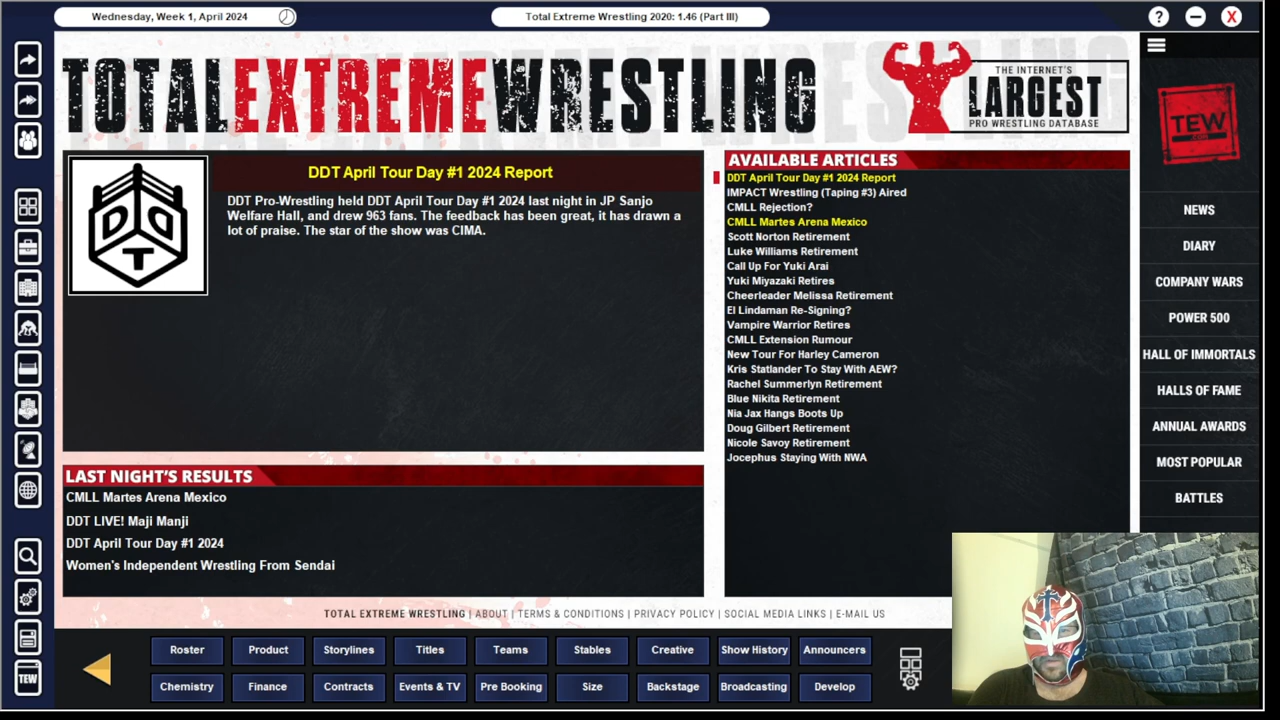 Wednesday, Week 1, April 2024
Total Extreme Wrestling 2020: 1.46 (Part III)
?
X
TOTALEXTREMEWRESTLING
THE INTERNET'S
LARGEST
PRO WRESTLING DATABASE
TEW
.COM
DDT
DDT April Tour Day #1 2024 Report
DDT Pro-Wrestling held DDT April Tour Day #1 2024 last night in JP Sanjo
Welfare Hall, and drew 963 fans. The feedback has been great, it has drawn a
lot of praise. The star of the show was CIMA.
AVAILABLE ARTICLES
DDT April Tour Day #1 2024 Report
IMPACT Wrestling (Taping #3) Aired
CMLL Rejection?
CMLL Martes Arena Mexico
Scott Norton Retirement
Luke Williams Retirement
Call Up For Yuki Arai
Yuki Miyazaki Retires
Cheerleader Melissa Retirement
El Lindaman Re-Signing?
Vampire Warrior Retires
CMLL Extension Rumour
New Tour For Harley Cameron
Kris Statlander To Stay With AEW?
Rachel Summerlyn Retirement
Blue Nikita Retirement
Nia Jax Hangs Boots Up
Doug Gilbert Retirement
Nicole Savoy Retirement
Jocephus Staying With NWA
NEWS
DIARY
COMPANY WARS
POWER 500
HALL OF IMMORTALS
HALLS OF FAME
ANNUAL AWARDS
MOST POPULAR
BATTLES
LAST NIGHT'S RESULTS
CMLL Martes Arena Mexico
DDT LIVE! Maji Manji
DDT April Tour Day #1 2024
Women's Independent Wrestling From Sendai
TOTAL EXTREME WRESTLING | ABOUT | TERMS & CONDITIONS | PRIVACY POLICY | SOCIAL MEDIA LINKS | E-MAIL US
Roster Product Storylines Titles Teams Stables Creative Show History Announcers
Chemistry Finance Contracts Events & TV Pre Booking Size Backstage Broadcasting Develop
TEW